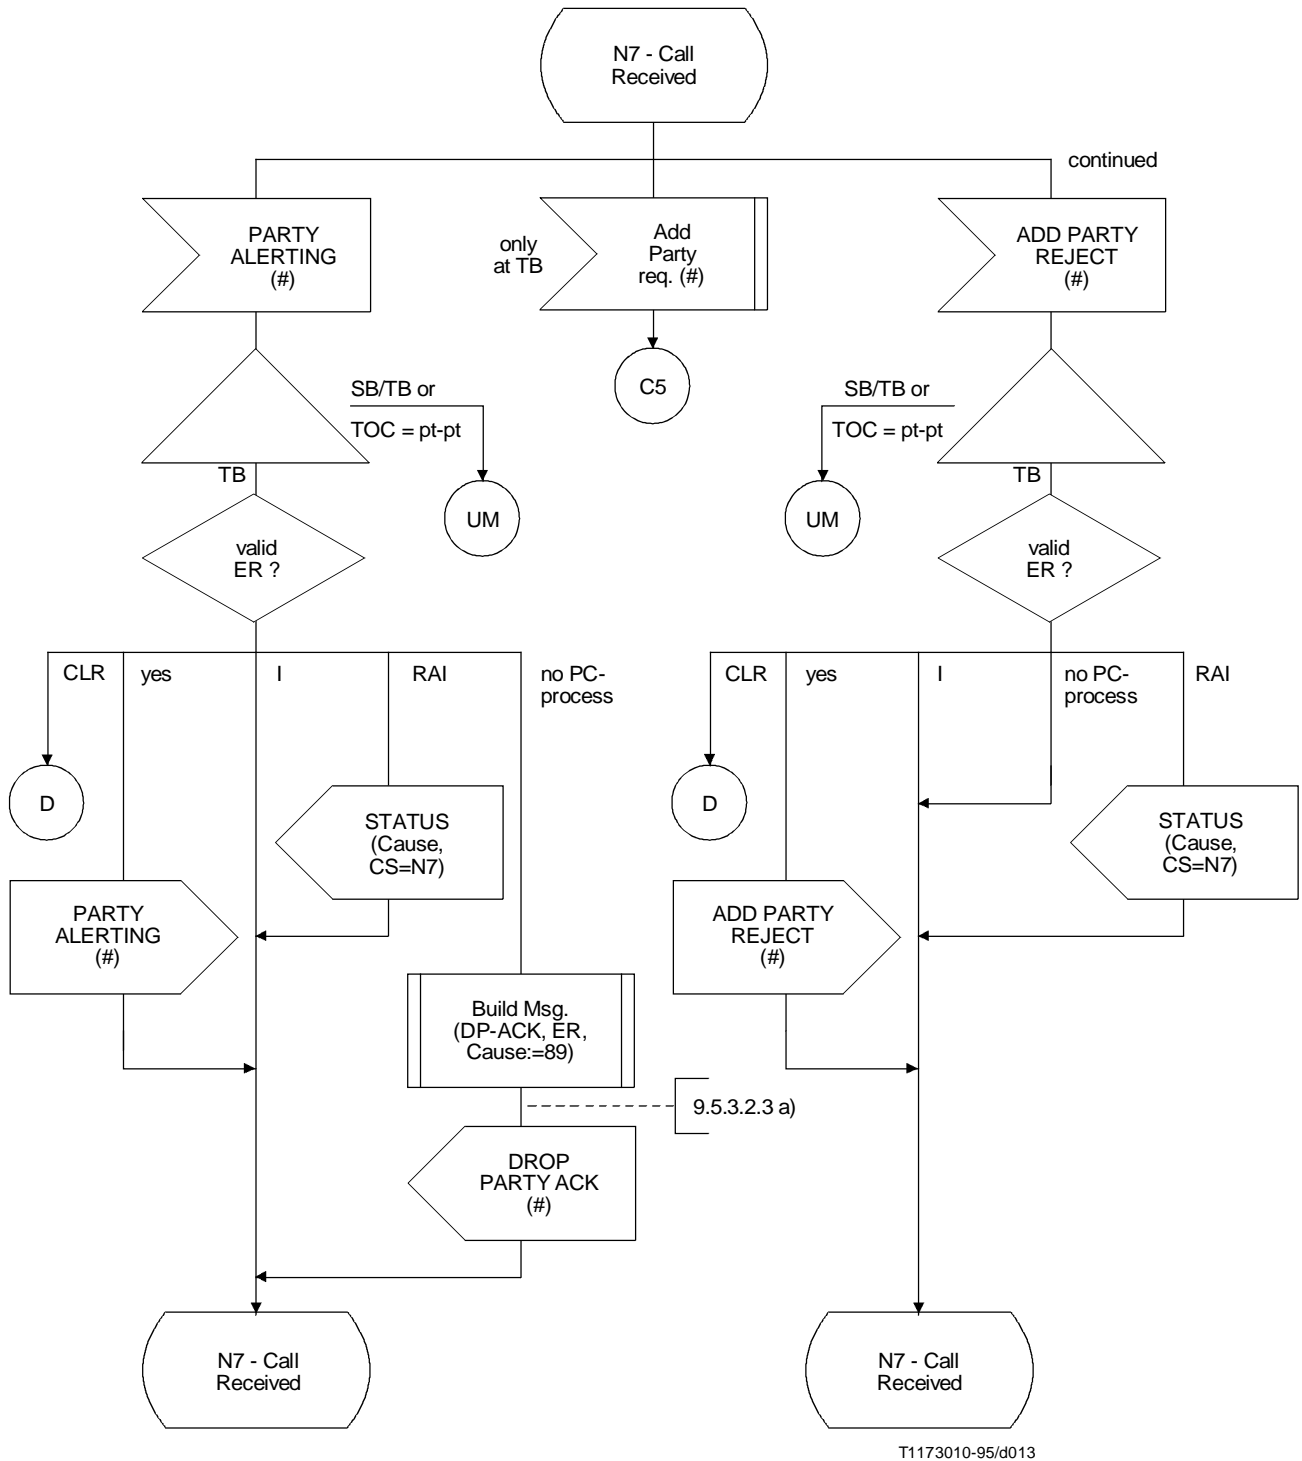 N7 - Call
Received
continued
PARTY
ALERTING
(#)
only
at TB
Add
Party
req. (#)
ADD PARTY
REJECT
(#)
SB/TB or
TOC = pt-pt
C5
SB/TB or
TOC = pt-pt
TB
UM
UM
TB
valid
ER ?
valid
ER ?
CLR
yes
I
RAI
no PC-
process
CLR
yes
I
no PC-
process
RAI
D
STATUS
(Cause,
CS=N7)
D
STATUS
(Cause,
CS=N7)
PARTY
ALERTING
(#)
ADD PARTY
REJECT
(#)
Build Msg.
(DP-ACK, ER,
Cause:=89)
9.5.3.2.3 a)
DROP
PARTY ACK
(#)
N7 - Call
Received
N7 - Call
Received
T1173010-95/d013